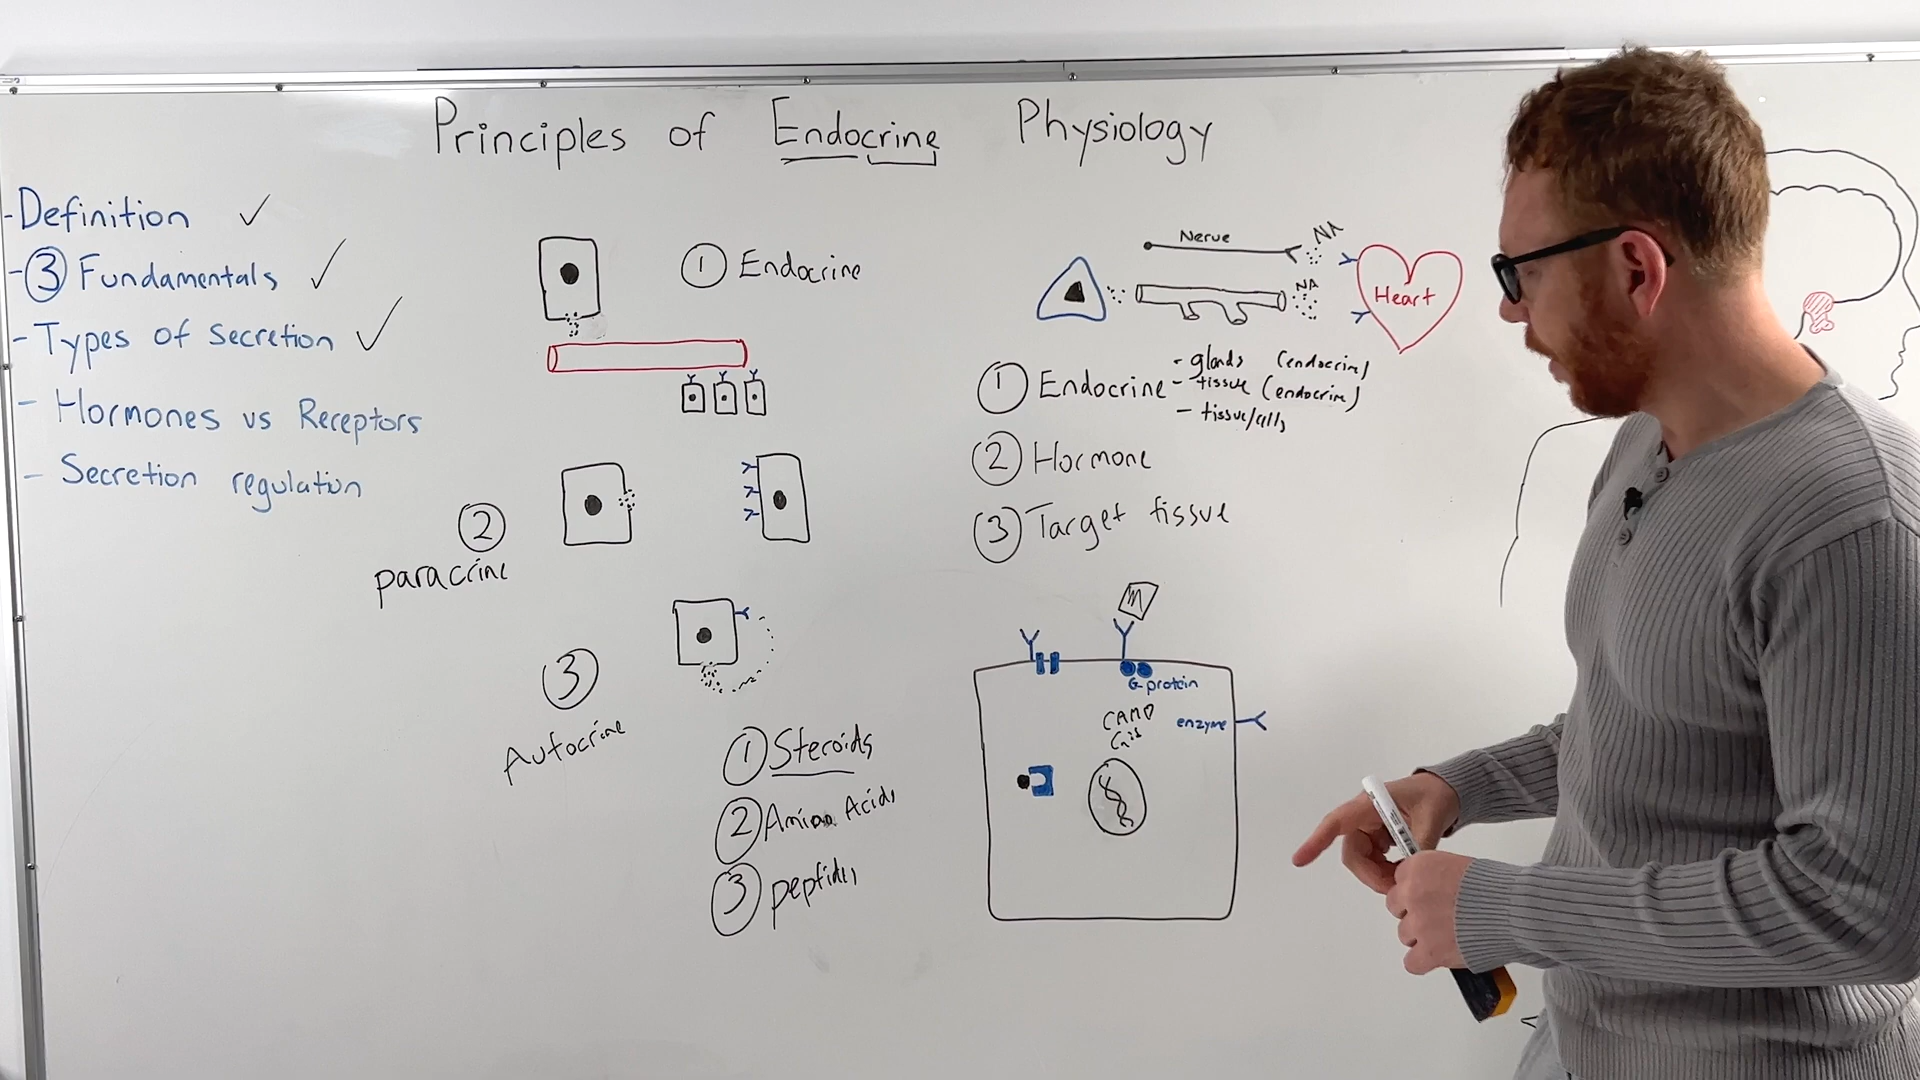 Principles of Endocrine Physiology
- Definition ✓
- ③ Fundamentals ✓
- Types of secretion ✓
- Hormones vs Receptors
- Secretion regulation
① Endocrine
② paracrine
③ Autocrine
① Steroids
② Amino Acids
③ peptides
Nerve
NA
NA
Heart
① Endocrine - glands (endocrine)
- tissue (endocrine)
- tissue/cells
② Hormone
③ Target tissue
M
G-protein
CAMP
Ca²⁺
enzyme